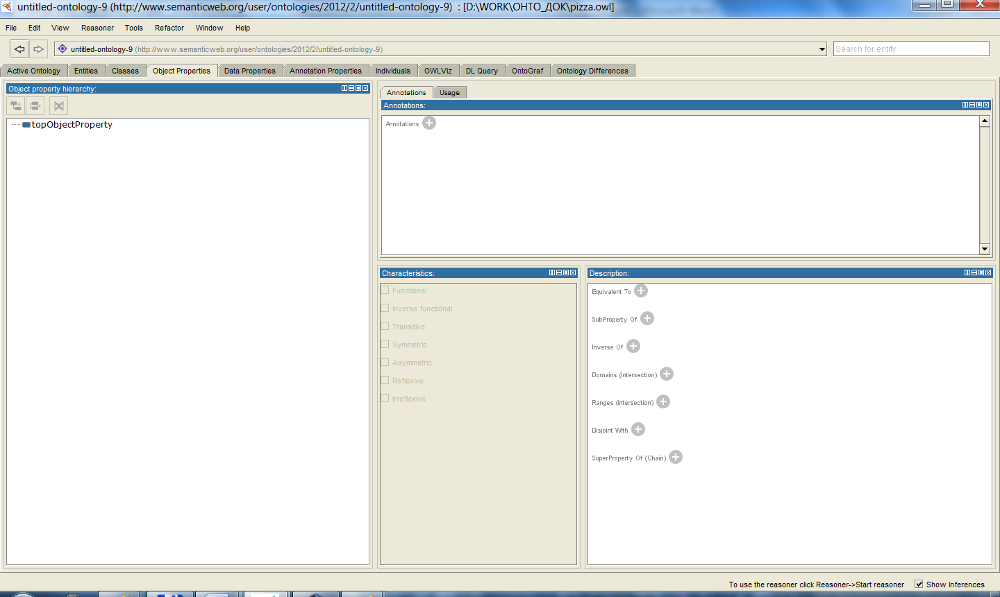 untitled-ontology-9 (http://www.semanticweb.org/user/ontologies/2012/2/untitled-ontology-9) : [D:\WORK\ОНТО_ДОК\pizza.owl]
File Edit View Reasoner Tools Refactor Window Help
untitled-ontology-9 (http://www.semanticweb.org/user/ontologies/2012/2/untitled-ontology-9)
Search for entity
Active Ontology Entities Classes Object Properties Data Properties Annotation Properties Individuals OWLViz DL Query OntoGraf Ontology Differences
Object property hierarchy:
topObjectProperty
Annotations Usage
Annotations:
Annotations
Characteristics:
Functional
Inverse functional
Transitive
Symmetric
Asymmetric
Reflexive
Irreflexive
Description:
Equivalent To
SubProperty Of
Inverse Of
Domains (intersection)
Ranges (intersection)
Disjoint With
SuperProperty Of (Chain)
To use the reasoner click Reasoner->Start reasoner
Show Inferences